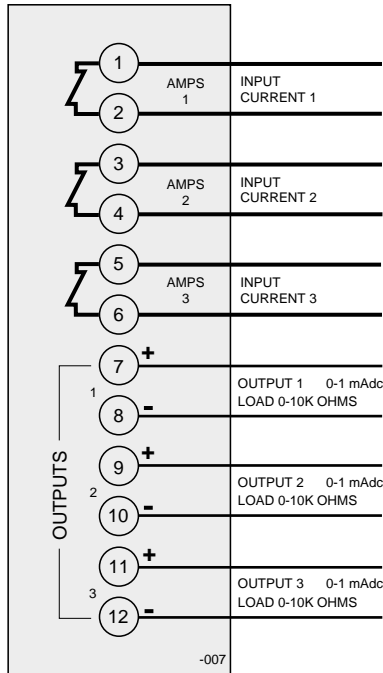 1
AMPS
1
INPUT
CURRENT 1
2
3
AMPS
2
INPUT
CURRENT 2
4
5
AMPS
3
INPUT
CURRENT 3
6
OUTPUTS
7 +
1
OUTPUT 1 0-1 mAdc
LOAD 0-10K OHMS
8 -
9 +
2
OUTPUT 2 0-1 mAdc
LOAD 0-10K OHMS
10 -
11 +
3
OUTPUT 3 0-1 mAdc
LOAD 0-10K OHMS
12 -
-007